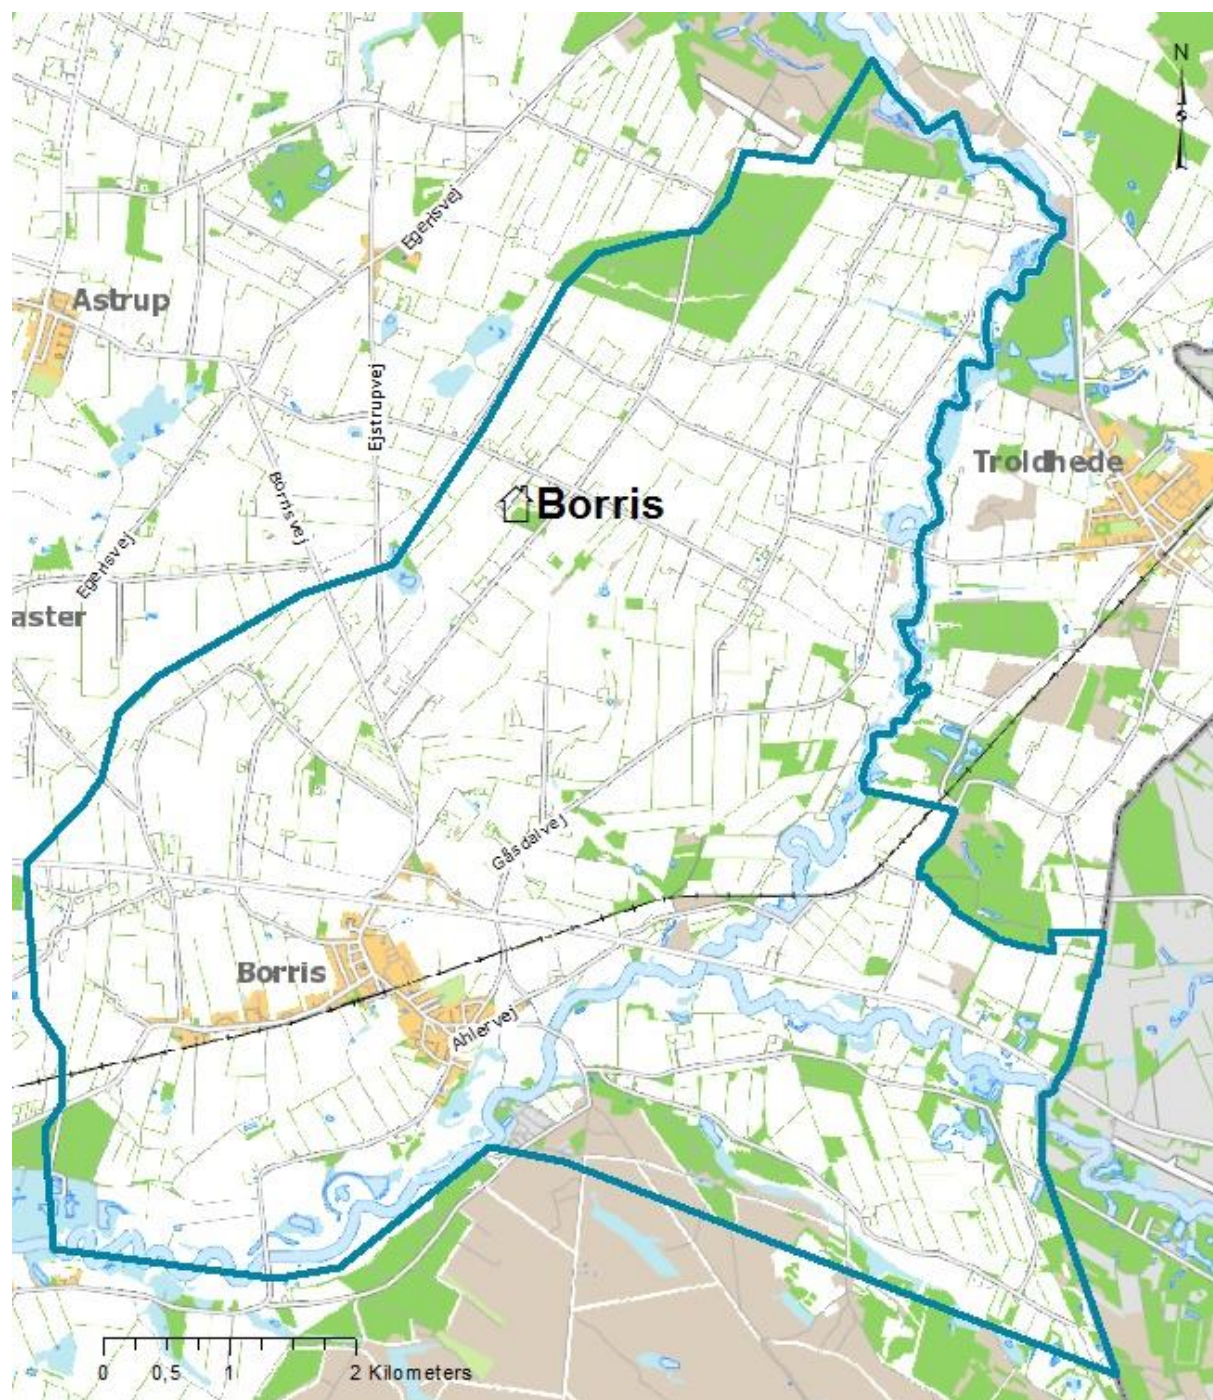 N
Egerisvej
Astrup
Ejstrupvej
Troldhede
Borrisvej
Borris
Egerisvej
aster
Gåsdalvej
Borris
Ahlervej
0 0,5 1 2 Kilometers